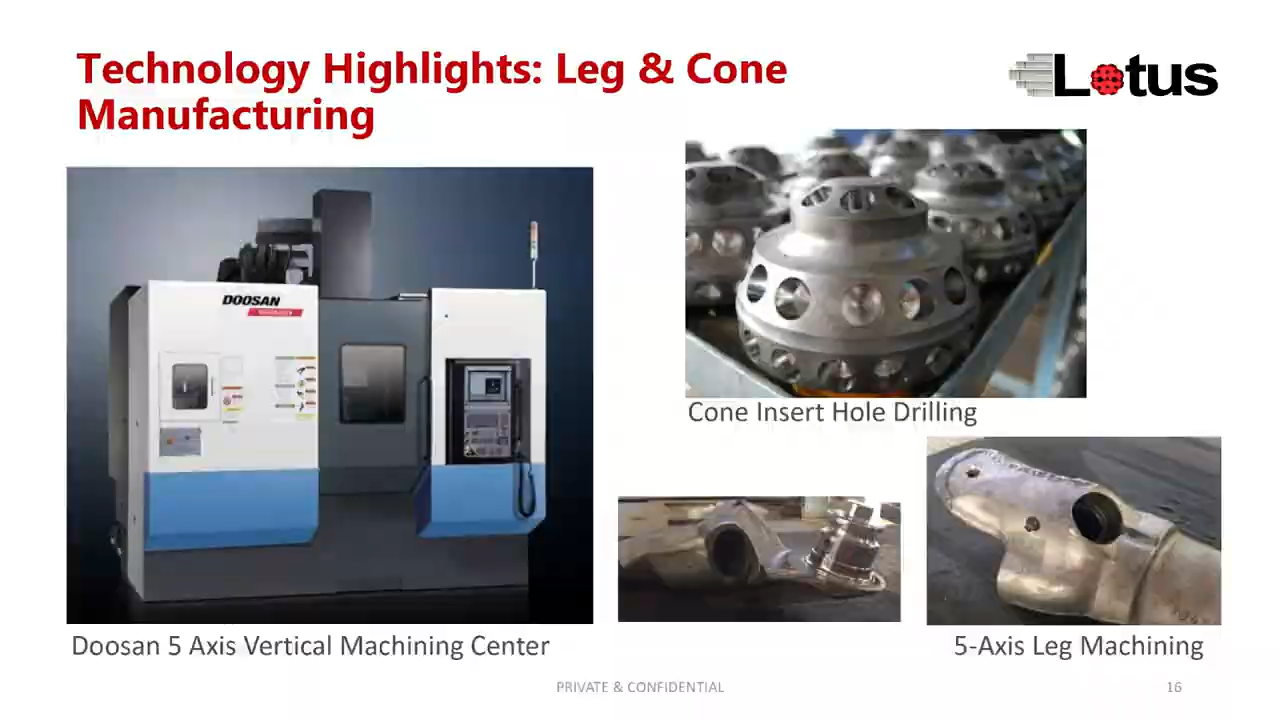 Technology Highlights: Leg & Cone
Manufacturing
Lotus
DOOSAN
Cone Insert Hole Drilling
Doosan 5 Axis Vertical Machining Center
5-Axis Leg Machining
PRIVATE & CONFIDENTIAL
16